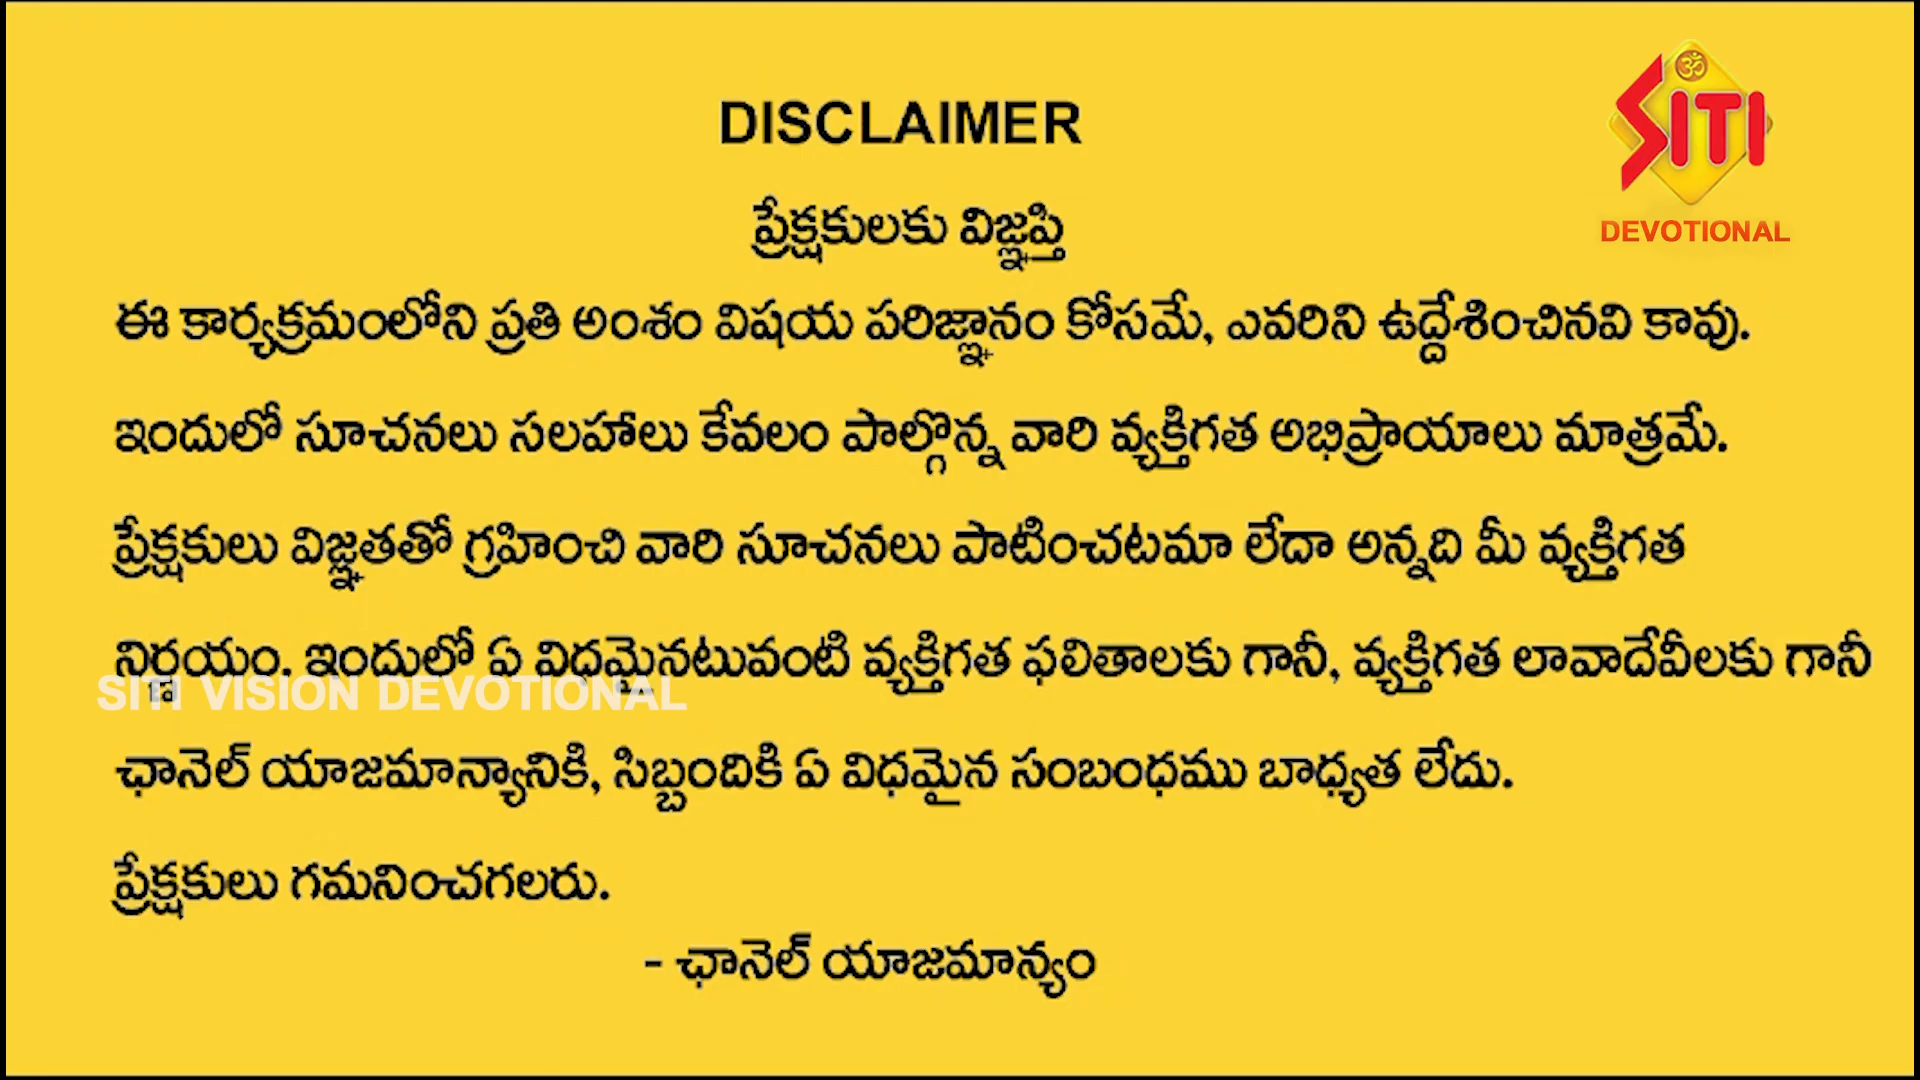 DISCLAIMER
SITI
DEVOTIONAL
ప్రేక్షకులకు విజ్ఞప్తి
ఈ కార్యక్రమంలోని ప్రతి అంశం విషయ పరిజ్ఞానం కోసమే, ఎవరిని ఉద్దేశించినవి కావు.
ఇందులో సూచనలు సలహాలు కేవలం పాల్గొన్న వారి వ్యక్తిగత అభిప్రాయాలు మాత్రమే.
ప్రేక్షకులు విజ్ఞతతో గ్రహించి వారి సూచనలు పాటించటమా లేదా అన్నది మీ వ్యక్తిగత
నిర్ణయం. ఇందులో ఏ విధమైనటువంటి వ్యక్తిగత ఫలితాలకు గానీ, వ్యక్తిగత లావాదేవీలకు గానీ
SITI VISION DEVOTIONAL
ఛానెల్ యాజమాన్యానికి, సిబ్బందికి ఏ విధమైన సంబంధము బాధ్యత లేదు.
ప్రేక్షకులు గమనించగలరు.
- ఛానెల్ యాజమాన్యం